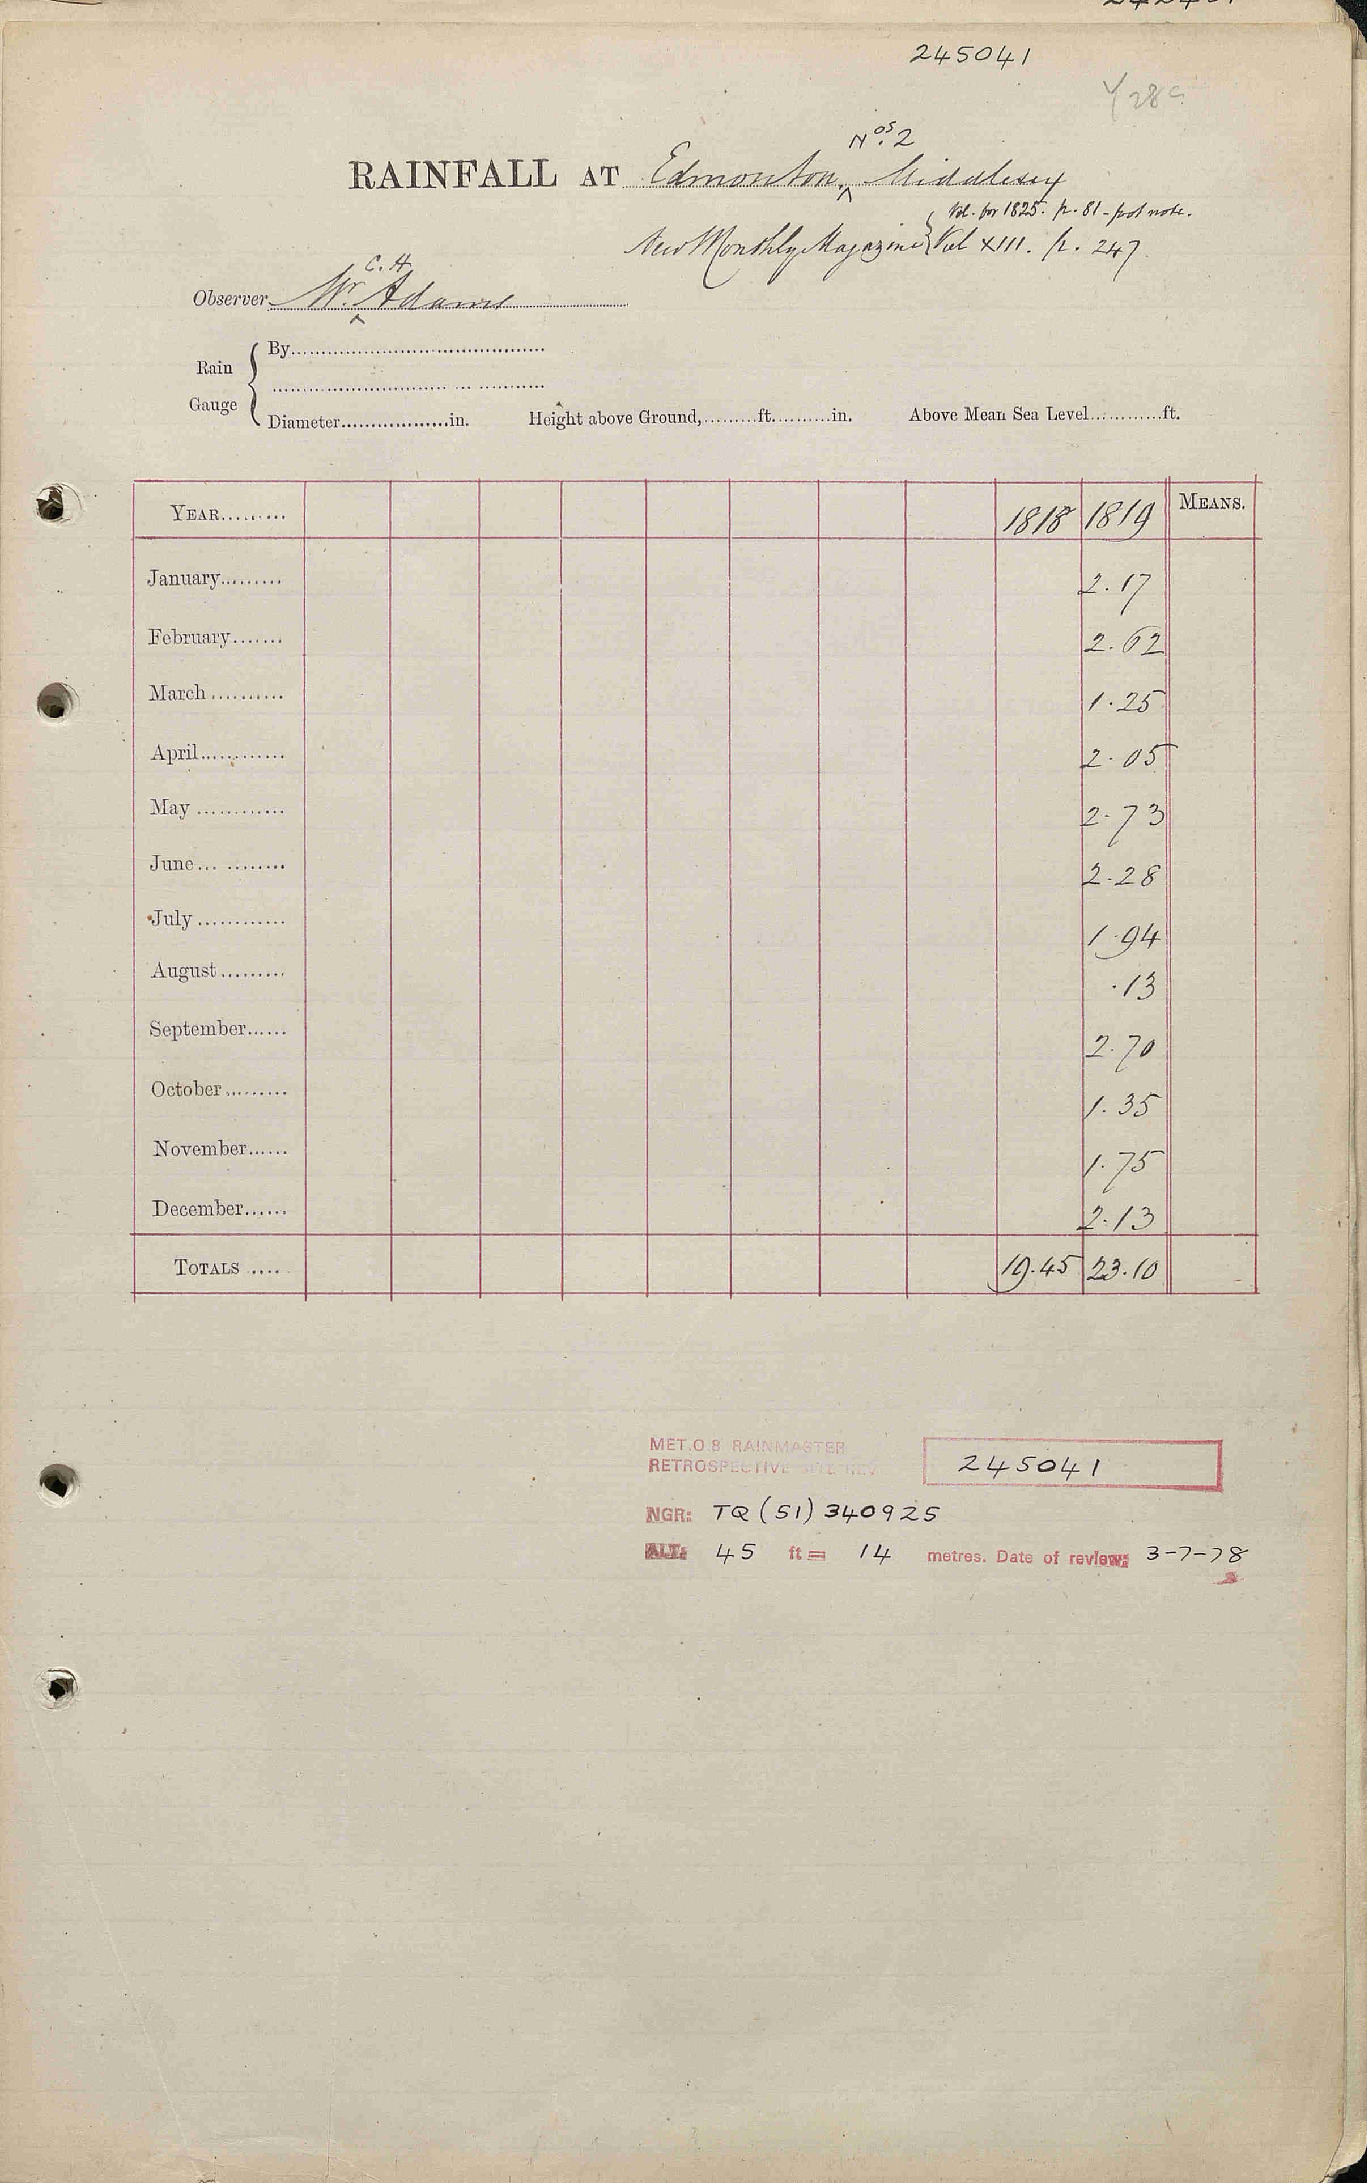 245041
RAINFALL AT Edmonton, Nos. 2 Middlesex
Vol. for 1825. p. 81 - foot note.
New Monthly Magazine Vol XIII. p. 247
Observer Mr. C. H. Adams
Rain Gauge
By
Diameter in. Height above Ground, ft. in. Above Mean Sea Level ft.
YEAR 1818 1819 MEANS.
January 2.17
February 2.62
March 1.25
April 2.05
May 2.73
June 2.28
July 1.94
August .13
September 2.70
October 1.35
November 1.75
December 2.13
TOTALS 19.45 23.10
MET.O.8 RAINMASTER
RETROSPECTIVE 245041
NGR: TQ (51) 340925
ALT: 45 ft = 14 metres. Date of review: 3-7-78